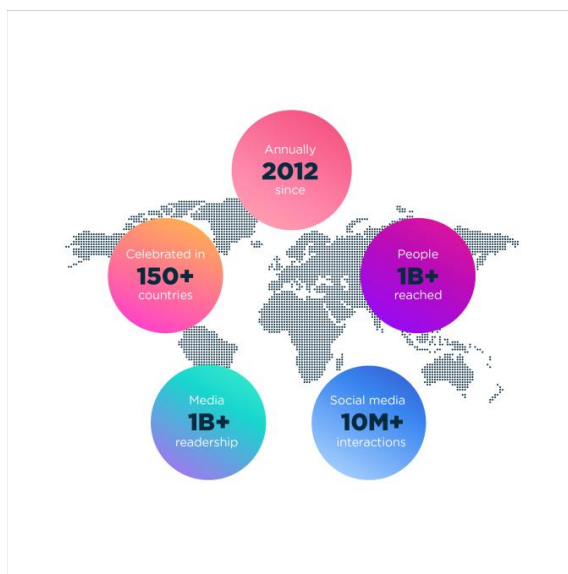 Annually
2012
since
Celebrated in
150+
countries
People
1B+
reached
Media
1B+
readership
Social media
10M+
interactions